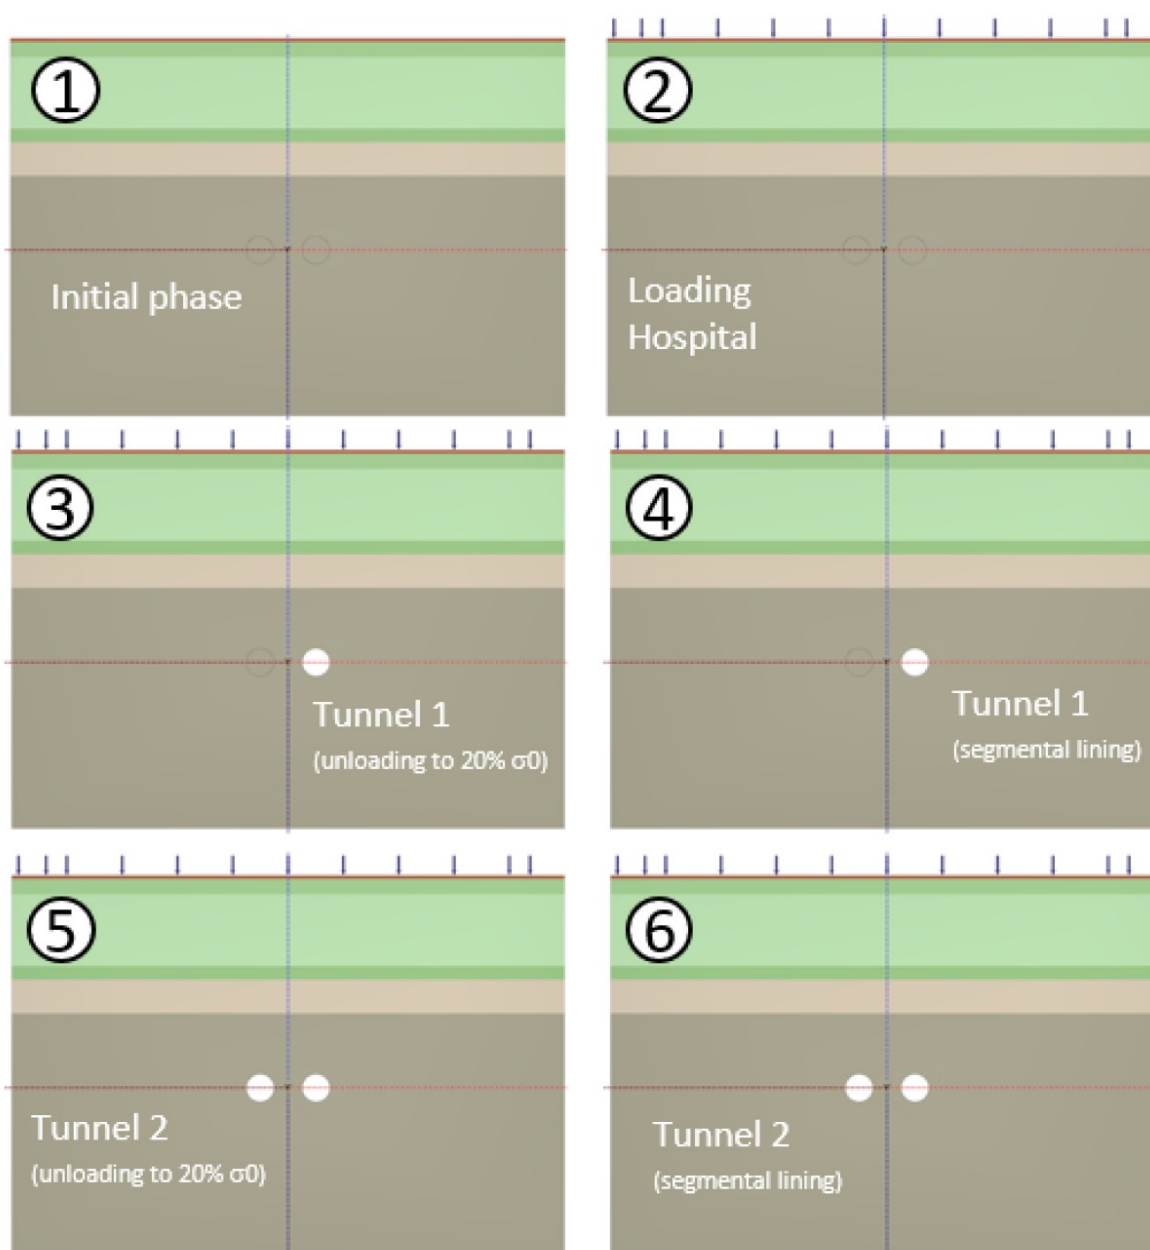 1
2
Initial phase
Loading
Hospital
3
4
Tunnel 1
(unloading to 20% σ0)
Tunnel 1
(segmental lining)
5
6
Tunnel 2
(unloading to 20% σ0)
Tunnel 2
(segmental lining)